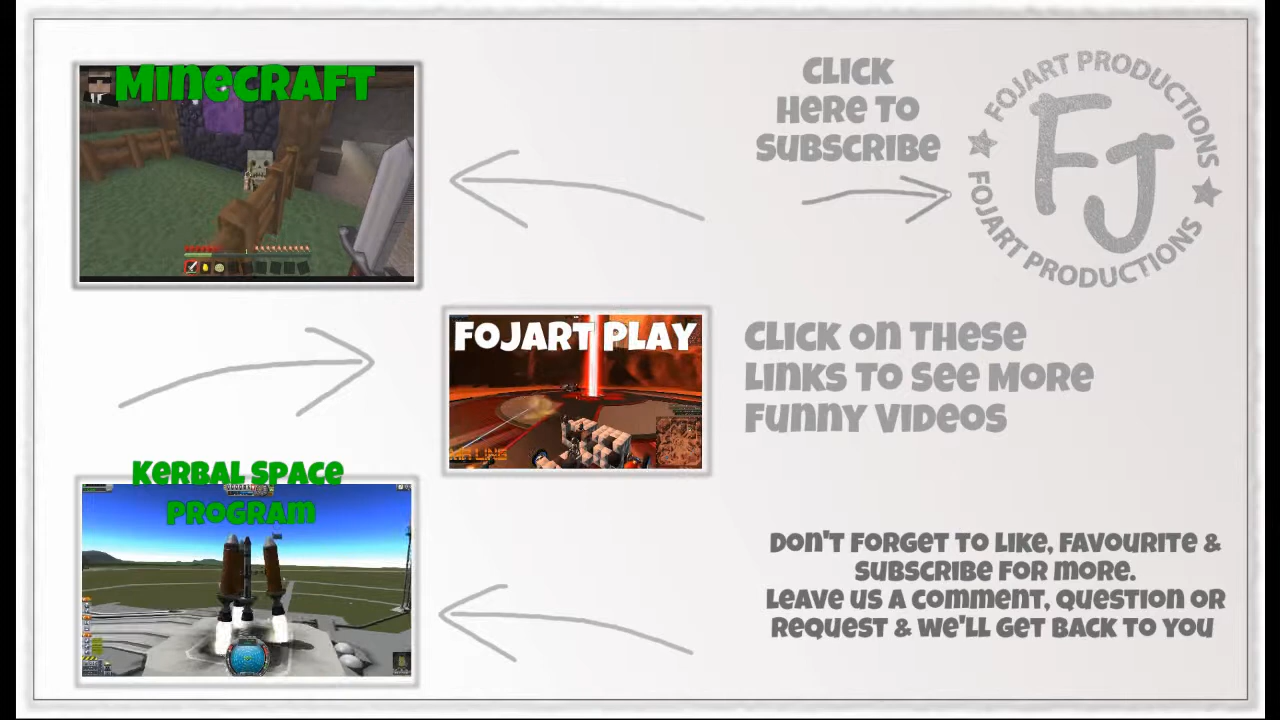 MINECRAFT
CLICK
HERE TO
SUBSCRIBE
FOJART PRODUCTIONS
FJ
FOJART PRODUCTIONS
FOJART PLAY
CLICK ON THESE
LINKS TO SEE MORE
FUNNY VIDEOS
KERBAL SPACE
PROGRAM
DON'T FORGET TO LIKE, FAVOURITE &
SUBSCRIBE FOR MORE.
LEAVE US A COMMENT, QUESTION OR
REQUEST & WE'LL GET BACK TO YOU